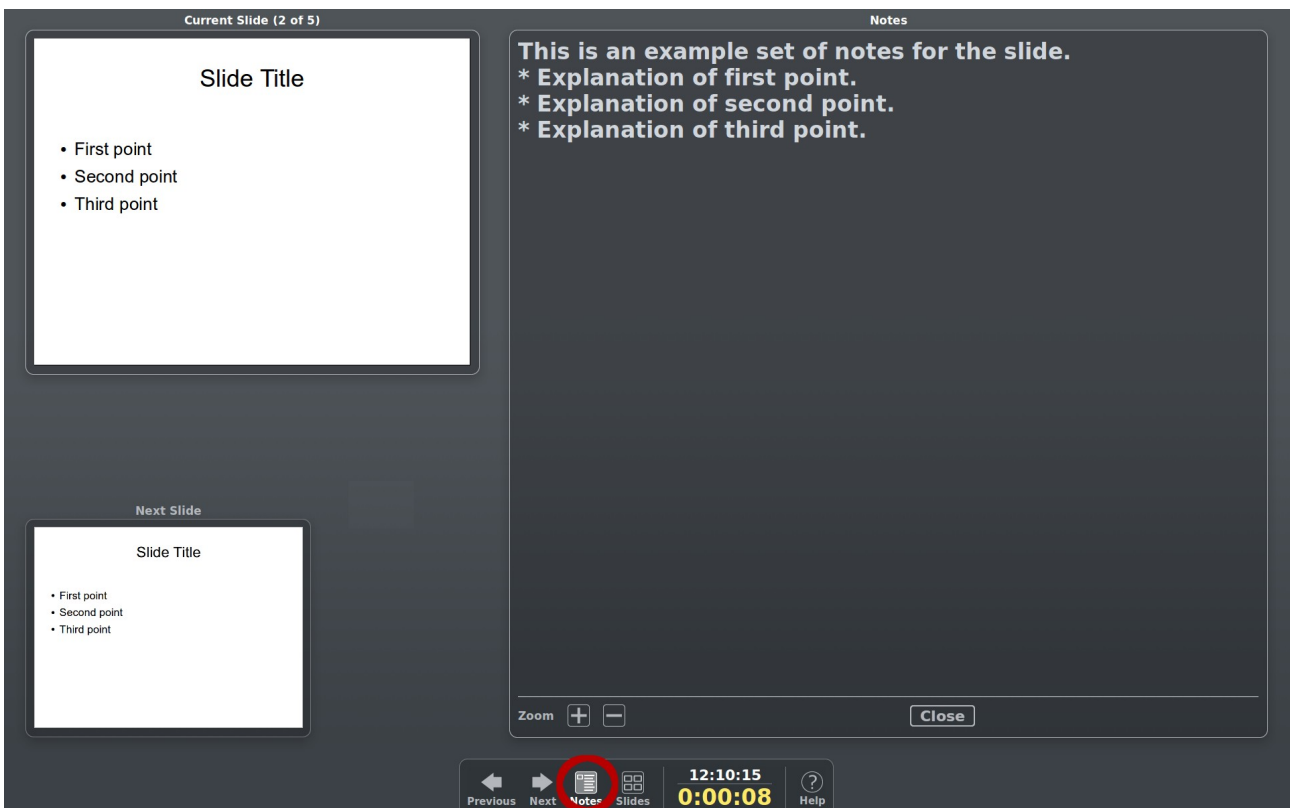 Current Slide (2 of 5)
Slide Title
• First point
• Second point
• Third point
Next Slide
Slide Title
• First point
• Second point
• Third point
Notes
This is an example set of notes for the slide.
* Explanation of first point.
* Explanation of second point.
* Explanation of third point.
Zoom Close
Previous Next Notes Slides 12:10:15 0:00:08 Help